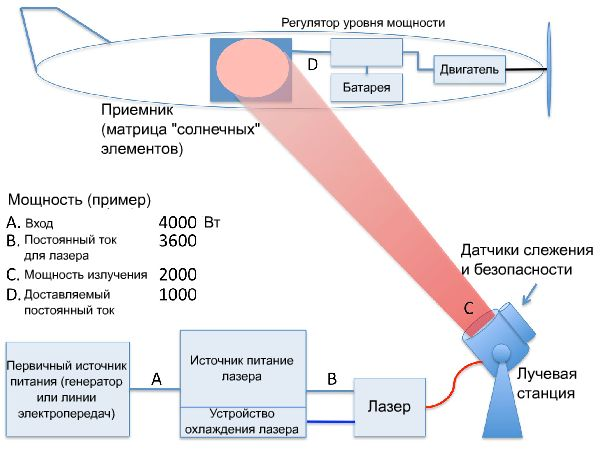 Регулятор уровня мощности
D
Двигатель
Батарея
Приемник
(матрица "солнечных"
элементов)
Мощность (пример)
A. Вход 4000 Вт
B. Постоянный ток 3600
для лазера
C. Мощность излучения 2000
D. Доставляемый 1000
постоянный ток
Датчики слежения
и безопасности
C
Лучевая
станция
Первичный источник
питания (генератор
или линии
электропередач)
A
Источник питание
лазера
Устройство
охлаждения лазера
B
Лазер